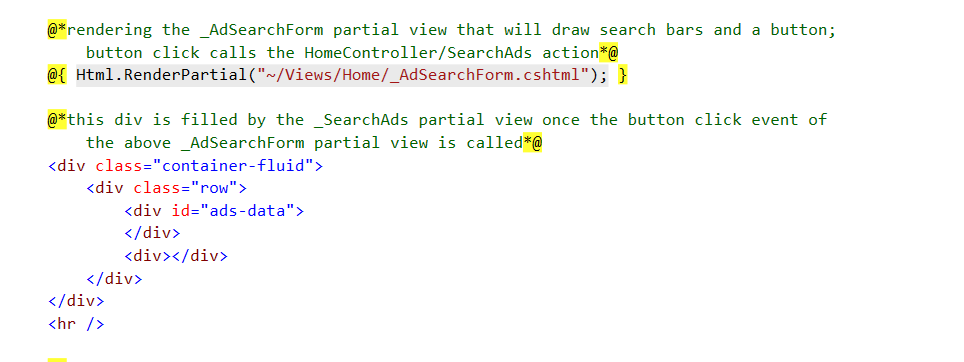 @*rendering the _AdSearchForm partial view that will draw search bars and a button;
button click calls the HomeController/SearchAds action*@
@{ Html.RenderPartial("~/Views/Home/_AdSearchForm.cshtml"); }
@*this div is filled by the _SearchAds partial view once the button click event of
the above _AdSearchForm partial view is called*@
<div class="container-fluid">
<div class="row">
<div id="ads-data">
</div>
<div></div>
</div>
</div>
<hr />